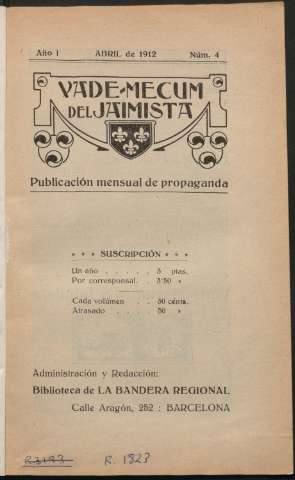 Año I ABRIL de 1912 Núm. 4
VADE-MECUM
DEL JAIMISTA
Publicación mensual de propaganda
SUSCRIPCIÓN
Un año . . . . . 3 ptas.
Por corresponsal. . 3'50 »
Cada volúmen . . 30 cénts.
Atrasado . . . . 50 »
Administración y Redacción:
Biblioteca de LA BANDERA REGIONAL
Calle Aragón, 252 : BARCELONA
R-3193 R. 1823